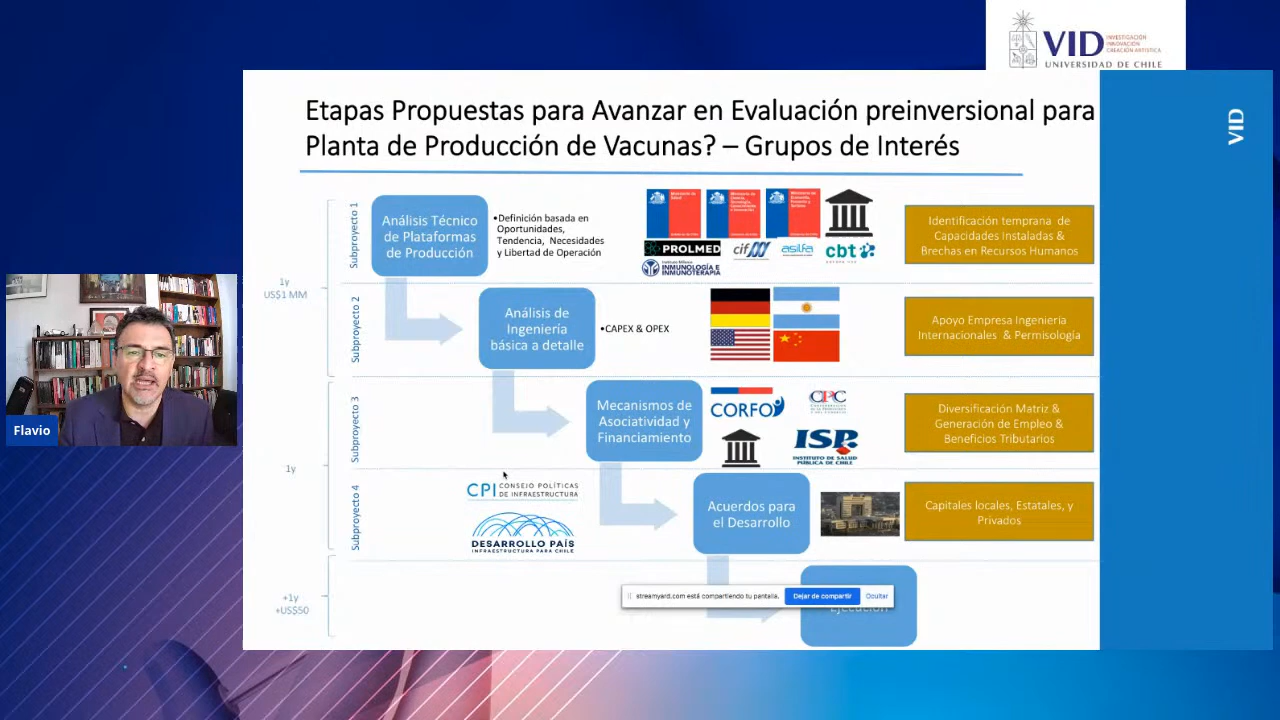 VID
INVESTIGACIÓN
INNOVACIÓN
CREACIÓN ARTÍSTICA
UNIVERSIDAD DE CHILE
VID
Etapas Propuestas para Avanzar en Evaluación preinversional para
Planta de Producción de Vacunas? – Grupos de Interés
1y
US$1 MM
Subproyecto 1
Análisis Técnico
de Plataformas
de Producción
•Definición basada en
Oportunidades,
Tendencia, Necesidades
y Libertad de Operación
PROLMED
cif
asilfa
cbt
INMUNOLOGÍA E
INMUNOTERAPIA
Identificación temprana de
Capacidades Instaladas &
Brechas en Recursos Humanos
Subproyecto 2
Análisis de
Ingeniería
básica a detalle
•CAPEX & OPEX
Apoyo Empresa Ingeniería
Internacionales & Permisología
1y
Subproyecto 3
Mecanismos de
Asociatividad y
Financiamiento
CORFO
CPC
ISP
INSTITUTO DE SALUD
PÚBLICA DE CHILE
Diversificación Matriz &
Generación de Empleo &
Beneficios Tributarios
Subproyecto 4
CPI CONSEJO POLÍTICAS
DE INFRAESTRUCTURA
DESARROLLO PAÍS
INFRAESTRUCTURA PARA CHILE
Acuerdos para
el Desarrollo
Capitales locales, Estatales, y
Privados
+1y
+US$50
Ejecución
streamyard.com está compartiendo tu pantalla.
Dejar de compartir
Ocultar
Flavio